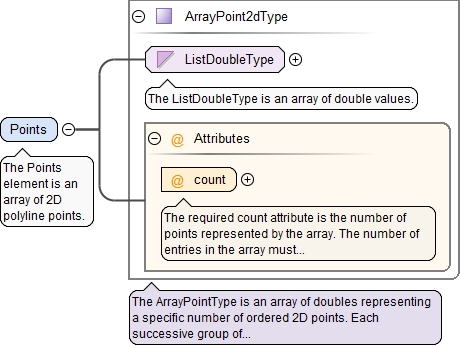 ArrayPoint2dType
ListDoubleType
The ListDoubleType is an array of double values.
Points
The Points
element is an
array of 2D
polyline points.
@ Attributes
@ count
The required count attribute is the number of
points represented by the array. The number of
entries in the array must...
The ArrayPointType is an array of doubles representing
a specific number of ordered 2D points. Each
successive group of...